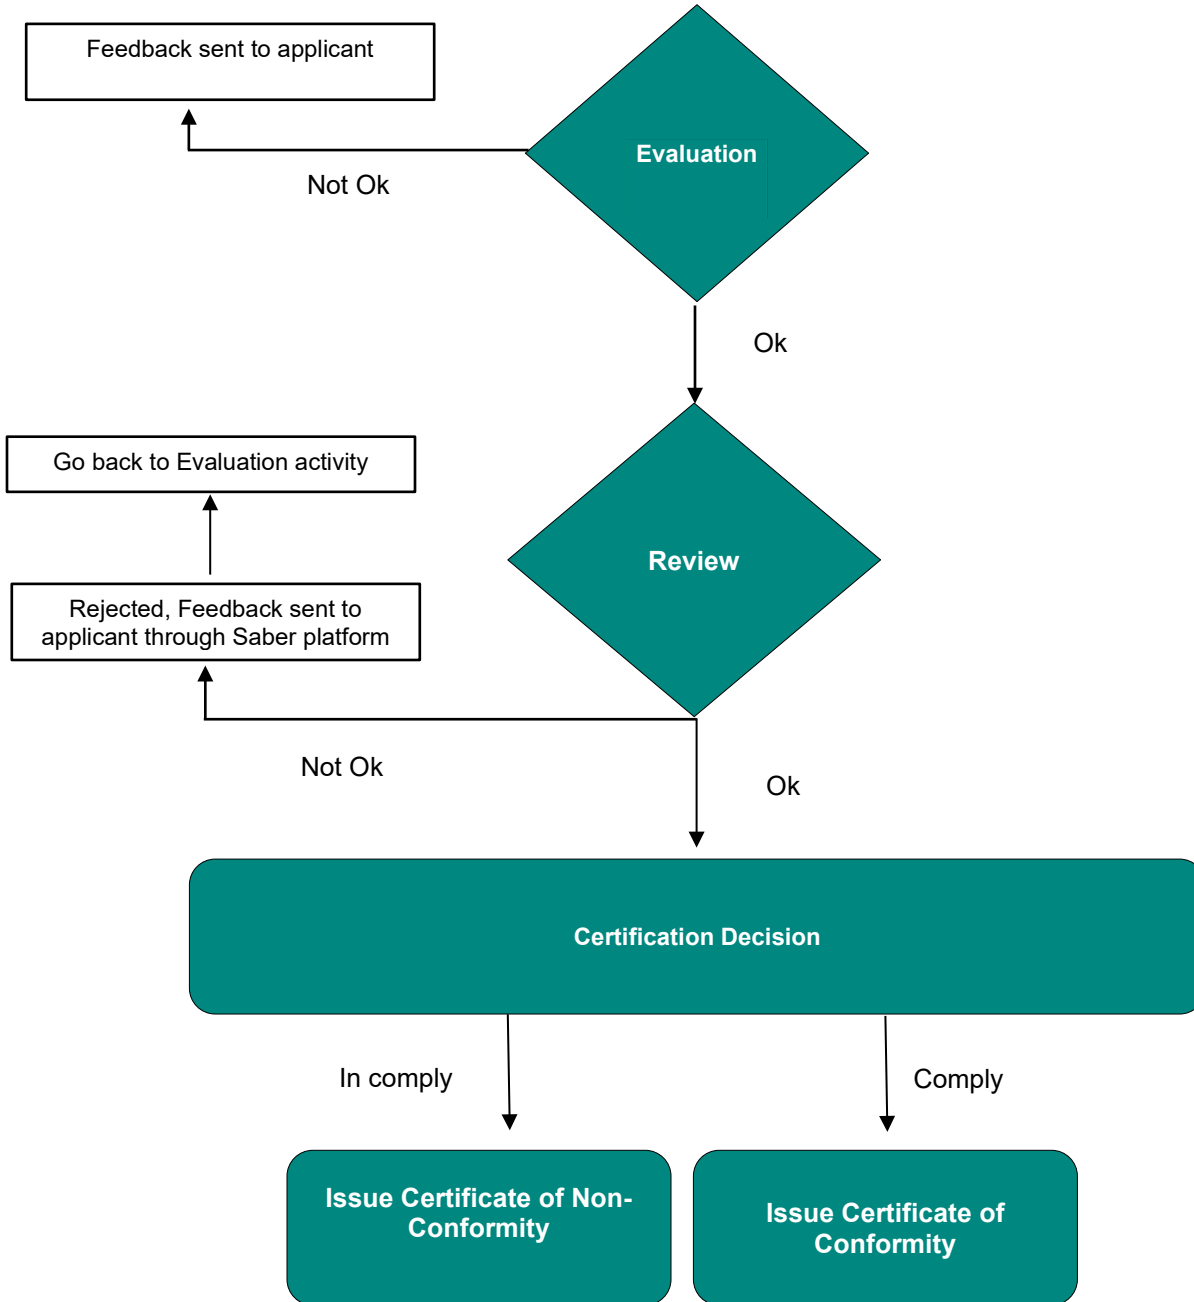 Feedback sent to applicant
Evaluation
Not Ok
Ok
Go back to Evaluation activity
Review
Rejected, Feedback sent to
applicant through Saber platform
Not Ok
Ok
Certification Decision
In comply
Comply
Issue Certificate of Non-
Conformity
Issue Certificate of
Conformity